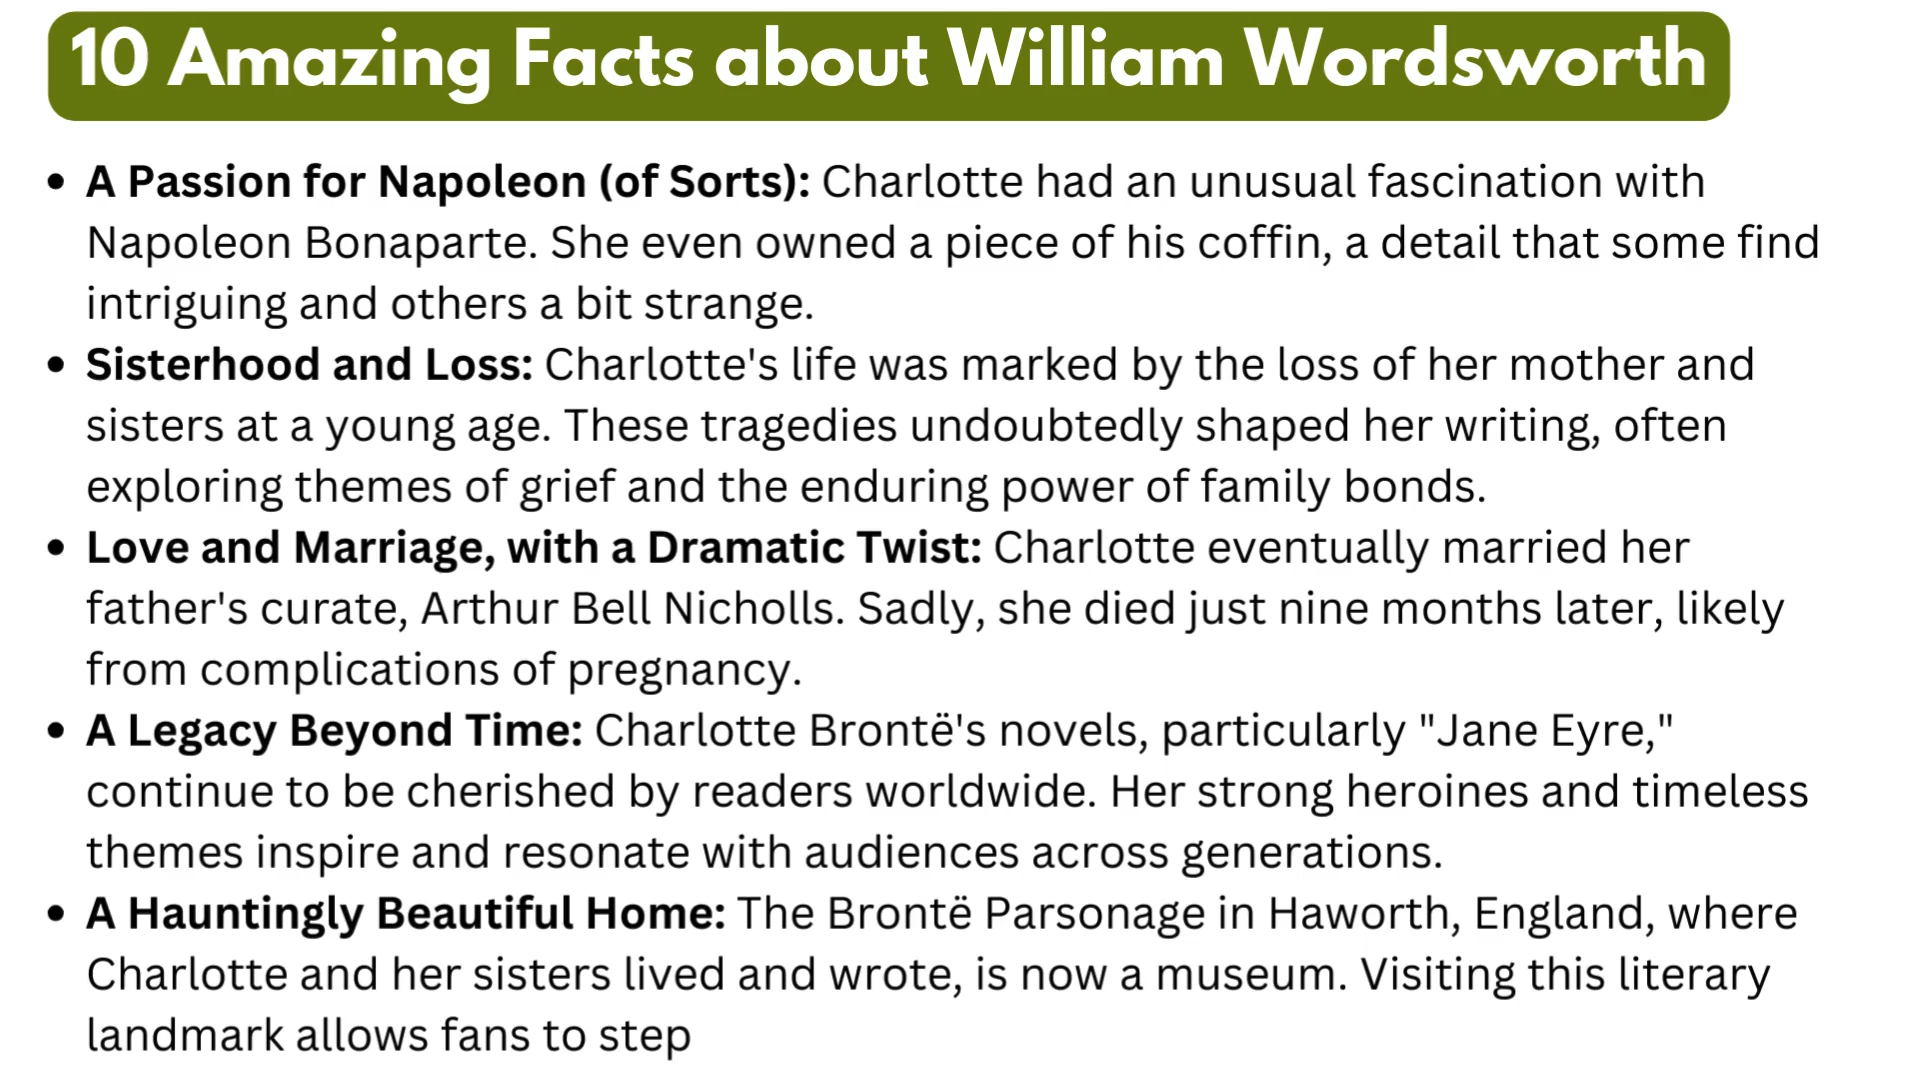 10 Amazing Facts about William Wordsworth
• A Passion for Napoleon (of Sorts): Charlotte had an unusual fascination with
Napoleon Bonaparte. She even owned a piece of his coffin, a detail that some find
intriguing and others a bit strange.
• Sisterhood and Loss: Charlotte's life was marked by the loss of her mother and
sisters at a young age. These tragedies undoubtedly shaped her writing, often
exploring themes of grief and the enduring power of family bonds.
• Love and Marriage, with a Dramatic Twist: Charlotte eventually married her
father's curate, Arthur Bell Nicholls. Sadly, she died just nine months later, likely
from complications of pregnancy.
• A Legacy Beyond Time: Charlotte Brontë's novels, particularly "Jane Eyre,"
continue to be cherished by readers worldwide. Her strong heroines and timeless
themes inspire and resonate with audiences across generations.
• A Hauntingly Beautiful Home: The Brontë Parsonage in Haworth, England, where
Charlotte and her sisters lived and wrote, is now a museum. Visiting this literary
landmark allows fans to step